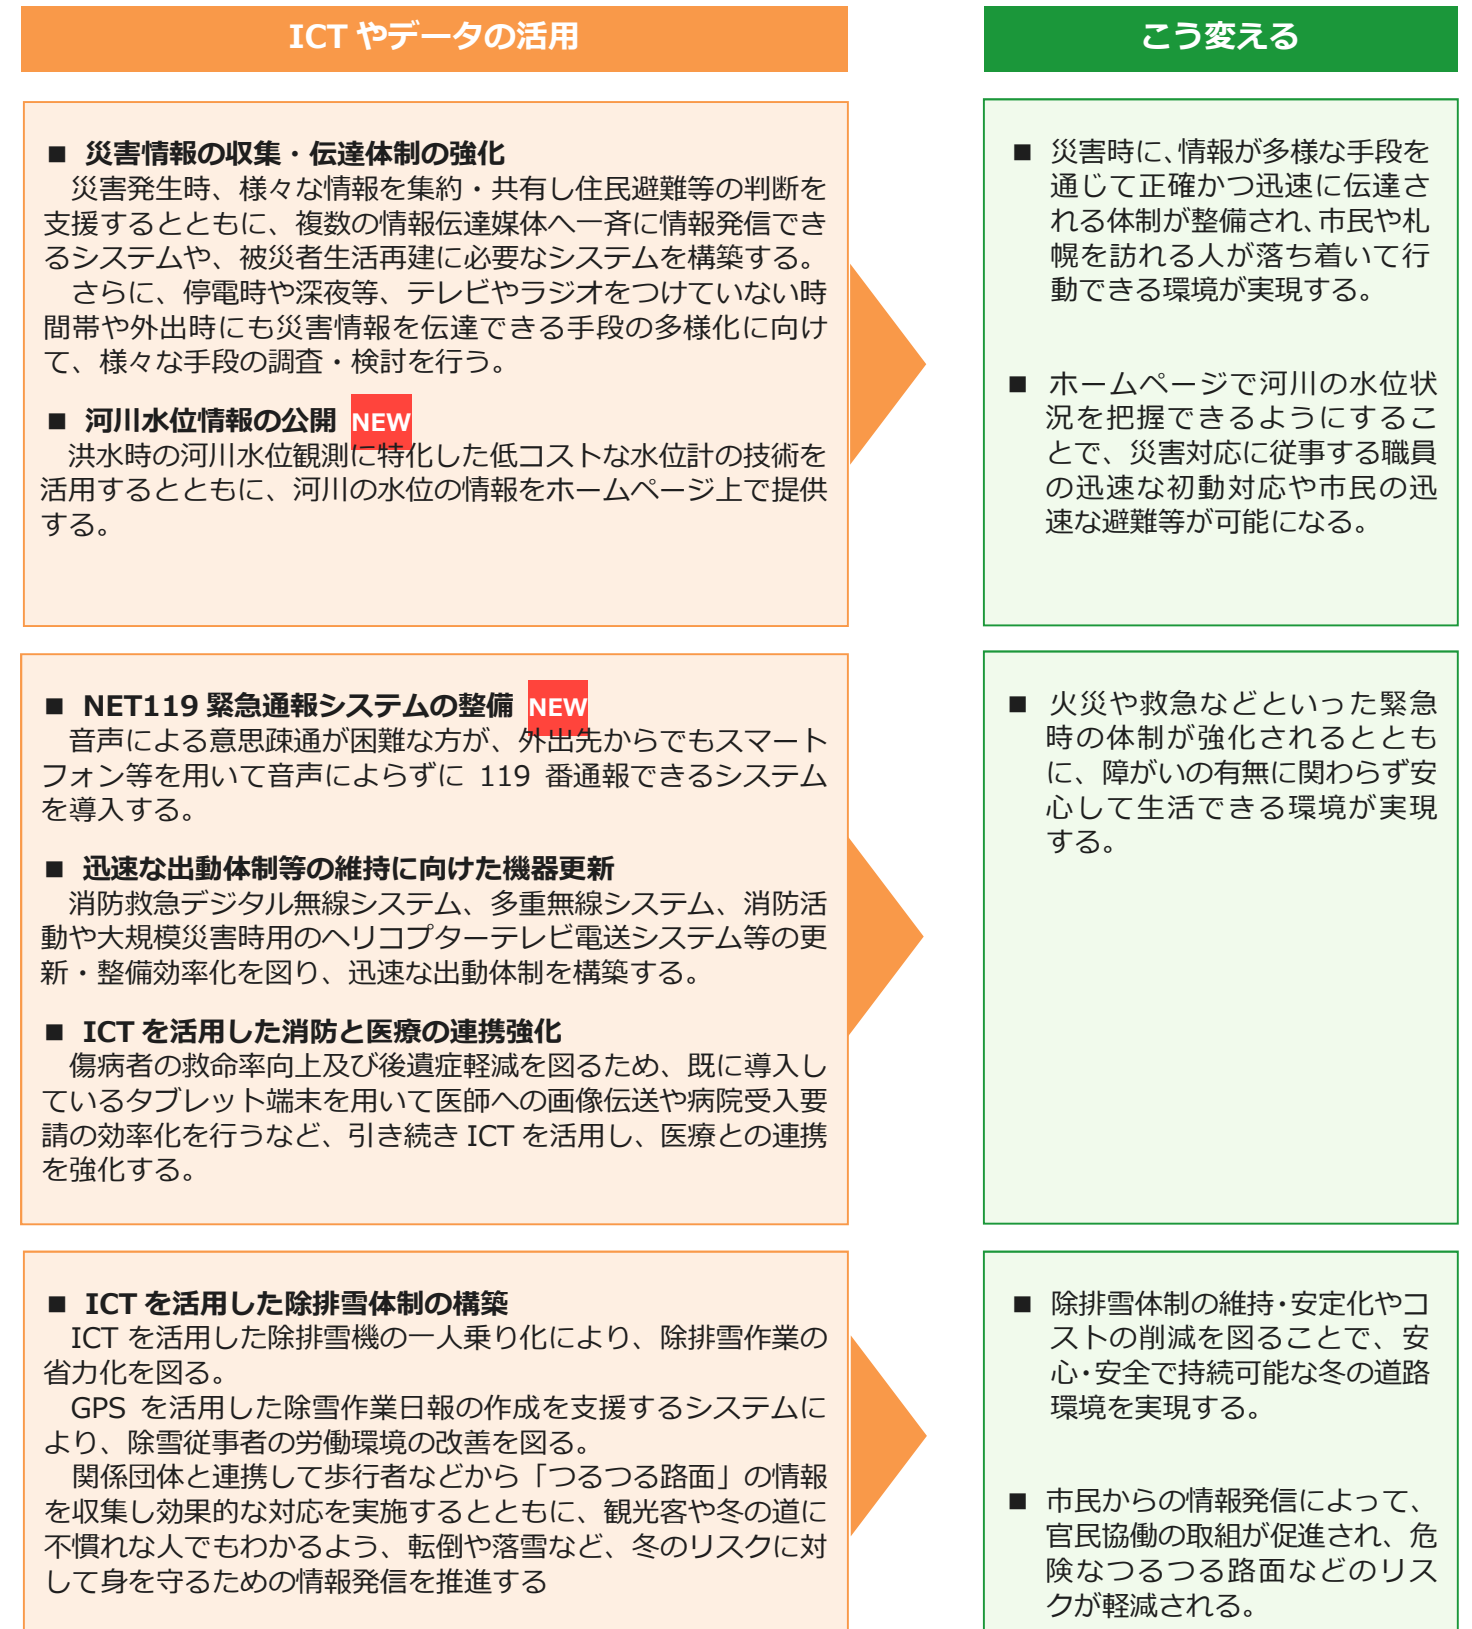 ICT やデータの活用
こう変える
■ 災害情報の収集・伝達体制の強化
災害発生時、様々な情報を集約・共有し住民避難等の判断を
支援するとともに、複数の情報伝達媒体へ一斉に情報発信でき
るシステムや、被災者生活再建に必要なシステムを構築する。
さらに、停電時や深夜等、テレビやラジオをつけていない時
間帯や外出時にも災害情報を伝達できる手段の多様化に向け
て、様々な手段の調査・検討を行う。
■ 河川水位情報の公開 NEW
洪水時の河川水位観測に特化した低コストな水位計の技術を
活用するとともに、河川の水位の情報をホームページ上で提供
する。
■ 災害時に、情報が多様な手段を
通じて正確かつ迅速に伝達さ
れる体制が整備され、市民や札
幌を訪れる人が落ち着いて行
動できる環境が実現する。
■ ホームページで河川の水位状
況を把握できるようにするこ
とで、災害対応に従事する職員
の迅速な初動対応や市民の迅
速な避難等が可能になる。
■ NET119 緊急通報システムの整備 NEW
音声による意思疎通が困難な方が、外出先からでもスマート
フォン等を用いて音声によらずに 119 番通報できるシステム
を導入する。
■ 迅速な出動体制等の維持に向けた機器更新
消防救急デジタル無線システム、多重無線システム、消防活
動や大規模災害時用のヘリコプターテレビ電送システム等の更
新・整備効率化を図り、迅速な出動体制を構築する。
■ ICT を活用した消防と医療の連携強化
傷病者の救命率向上及び後遺症軽減を図るため、既に導入し
ているタブレット端末を用いて医師への画像伝送や病院受入要
請の効率化を行うなど、引き続き ICT を活用し、医療との連携
を強化する。
■ 火災や救急などといった緊急
時の体制が強化されるととも
に、障がいの有無に関わらず安
心して生活できる環境が実現
する。
■ ICT を活用した除排雪体制の構築
ICT を活用した除排雪機の一人乗り化により、除排雪作業の
省力化を図る。
GPS を活用した除雪作業日報の作成を支援するシステムに
より、除雪従事者の労働環境の改善を図る。
関係団体と連携して歩行者などから「つるつる路面」の情報
を収集し効果的な対応を実施するとともに、観光客や冬の道に
不慣れな人でもわかるよう、転倒や落雪など、冬のリスクに対
して身を守るための情報発信を推進する
■ 除排雪体制の維持・安定化やコ
ストの削減を図ることで、安
心・安全で持続可能な冬の道路
環境を実現する。
■ 市民からの情報発信によって、
官民協働の取組が促進され、危
険なつるつる路面などのリス
クが軽減される。